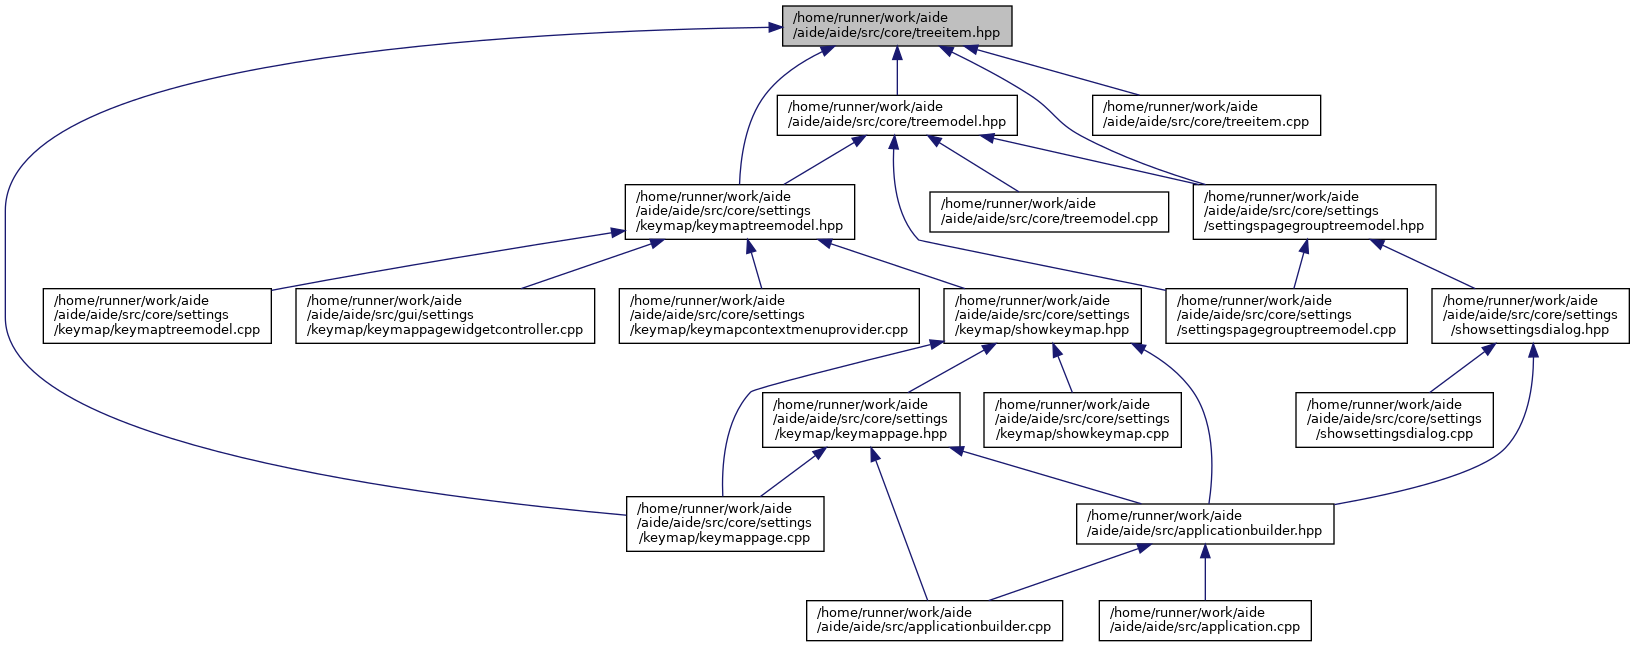 /home/runner/work/aide
/aide/aide/src/core/treeitem.hpp
/home/runner/work/aide
/aide/aide/src/core/treemodel.hpp
/home/runner/work/aide
/aide/aide/src/core/treeitem.cpp
/home/runner/work/aide
/aide/aide/src/core/settings
/keymap/keymaptreemodel.hpp
/home/runner/work/aide
/aide/aide/src/core/treemodel.cpp
/home/runner/work/aide
/aide/aide/src/core/settings
/settingspagegrouptreemodel.hpp
/home/runner/work/aide
/aide/aide/src/core/settings
/keymap/keymaptreemodel.cpp
/home/runner/work/aide
/aide/aide/src/gui/settings
/keymap/keymappagewidgetcontroller.cpp
/home/runner/work/aide
/aide/aide/src/core/settings
/keymap/keymapcontextmenuprovider.cpp
/home/runner/work/aide
/aide/aide/src/core/settings
/keymap/showkeymap.hpp
/home/runner/work/aide
/aide/aide/src/core/settings
/settingspagegrouptreemodel.cpp
/home/runner/work/aide
/aide/aide/src/core/settings
/showsettingsdialog.hpp
/home/runner/work/aide
/aide/aide/src/core/settings
/keymap/keymappage.hpp
/home/runner/work/aide
/aide/aide/src/core/settings
/keymap/showkeymap.cpp
/home/runner/work/aide
/aide/aide/src/core/settings
/showsettingsdialog.cpp
/home/runner/work/aide
/aide/aide/src/core/settings
/keymap/keymappage.cpp
/home/runner/work/aide
/aide/aide/src/applicationbuilder.hpp
/home/runner/work/aide
/aide/aide/src/applicationbuilder.cpp
/home/runner/work/aide
/aide/aide/src/application.cpp